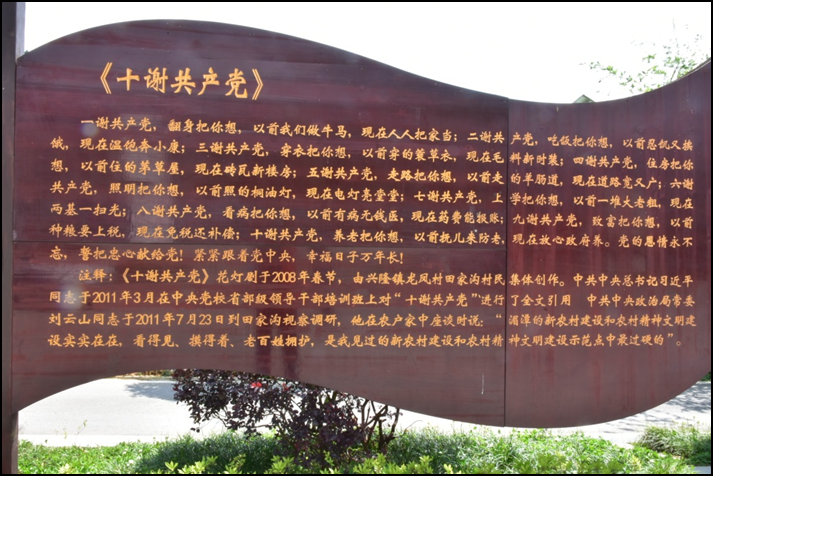 《十谢共产党》
一谢共产党，翻身把你想，以前我们做牛马，现在人人把家当；二谢共产党，吃饭把你想，以前忍饥又挨
饿，现在温饱奔小康；三谢共产党，穿衣把你想，以前穿的蓑草衣，现在毛料新时装；四谢共产党，住房把你
想，以前住的茅草屋，现在砖瓦新楼房；五谢共产党，走路把你想，以前走的羊肠道，现在道路宽又广；六谢
共产党，照明把你想，以前照的桐油灯，现在电灯亮堂堂；七谢共产党，上学把你想，以前一堆大老粗，现在
两基一扫光；八谢共产党，看病把你想，以前有病无钱医，现在药费能报账；九谢共产党，致富把你想，以前
种粮要上税，现在免税还补偿；十谢共产党，养老把你想，以前抚儿来防老，现在放心政府养。党的恩情永不
忘，誓把忠心献给党！紧紧跟着党中央，幸福日子万年长！
注释：《十谢共产党》花灯剧于2008年春节，由兴隆镇龙凤村田家沟村民集体创作。中共中央总书记习近平
同志于2011年3月在中央党校省部级领导干部培训班上对“十谢共产党”进行了全文引用 中共中央政治局常委
刘云山同志于2011年7月23日到田家沟视察调研，他在农户家中座谈时说：“湄潭的新农村建设和农村精神文明建
设实实在在，看得见、摸得着、老百姓拥护，是我见过的新农村建设和农村精神文明建设示范点中最过硬的”。